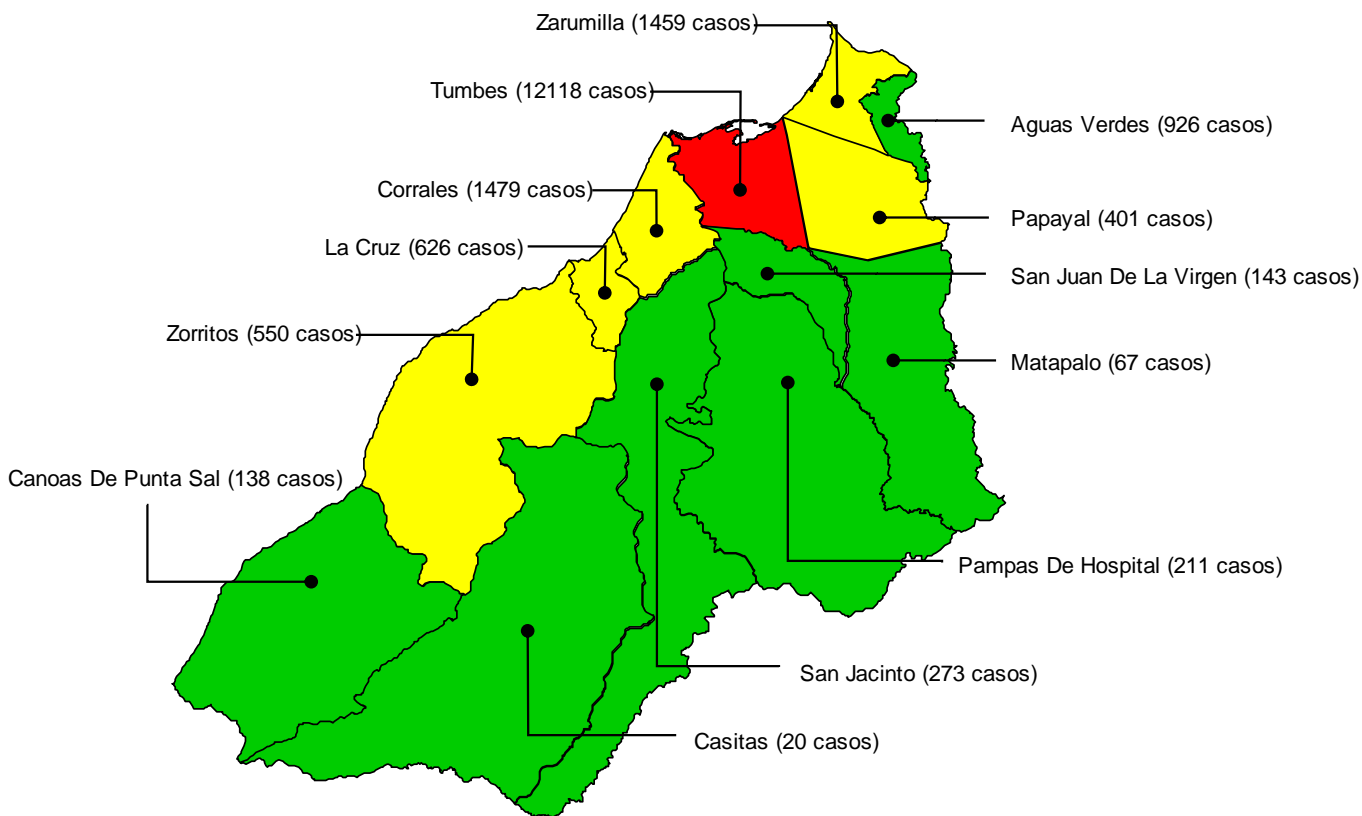 Zarumilla (1459 casos)
Tumbes (12118 casos)
Aguas Verdes (926 casos)
Corrales (1479 casos)
Papayal (401 casos)
La Cruz (626 casos)
San Juan De La Virgen (143 casos)
Zorritos (550 casos)
Matapalo (67 casos)
Canoas De Punta Sal (138 casos)
Pampas De Hospital (211 casos)
San Jacinto (273 casos)
Casitas (20 casos)